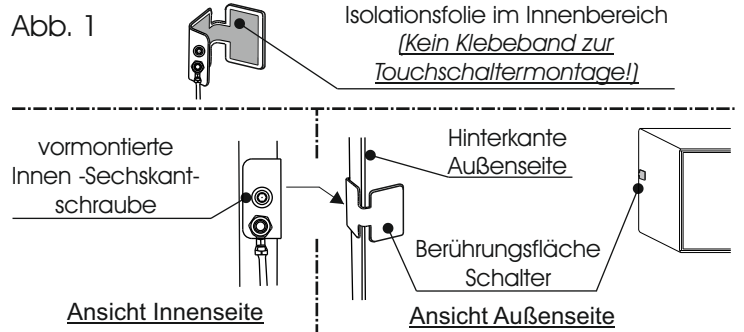 Abb. 1
Isolationsfolie im Innenbereich
(Kein Klebeband zur
Touchschaltermontage!)
vormontierte
Innen -Sechskant-
schraube
Hinterkante
Außenseite
Berührungsfläche
Schalter
Ansicht Innenseite
Ansicht Außenseite